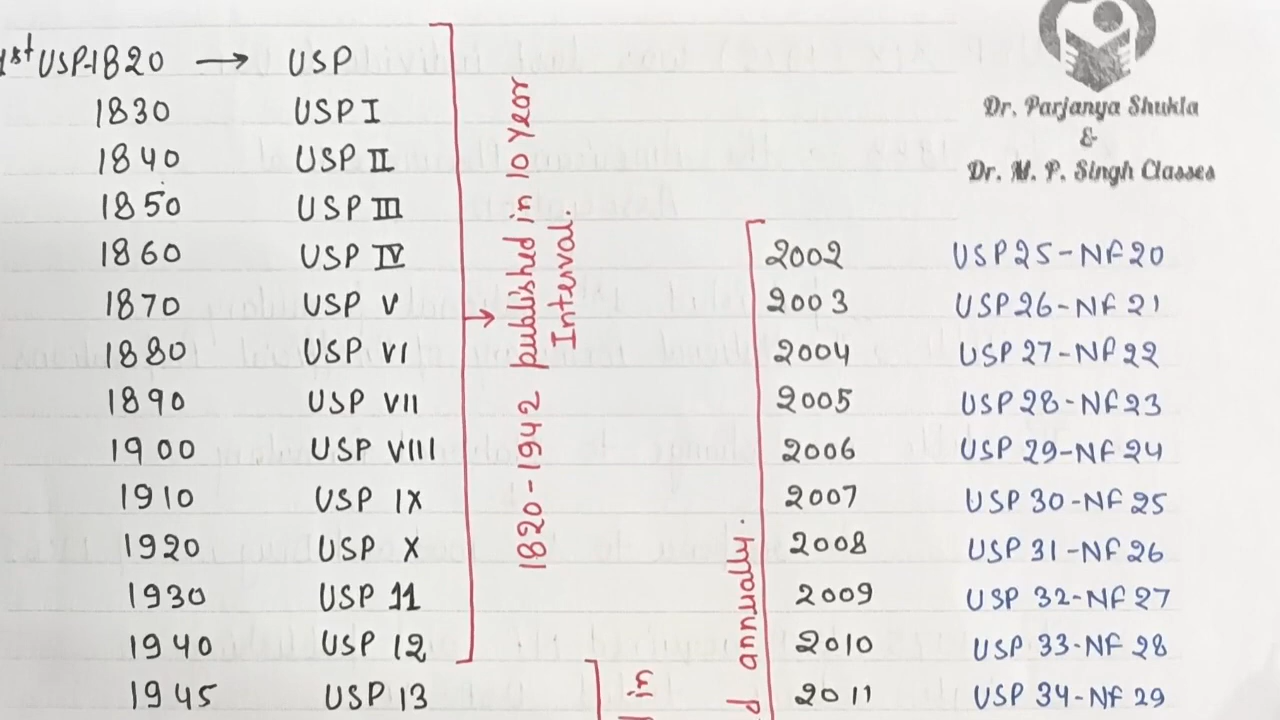 1st USP-1820 → USP
1830 USP I
1840 USP II
1850 USP III
1860 USP IV
1870 USP V
1880 USP VI
1890 USP VII
1900 USP VIII
1910 USP IX
1920 USP X
1930 USP 11
1940 USP 12
1945 USP 13
1820-1942 published in 10 year
Interval.
in
Dr. Parjanya Shukla
&
Dr. M. P. Singh Classes
annually.
2002 USP 25-NF 20
2003 USP 26-NF 21
2004 USP 27-NF 22
2005 USP 28-NF 23
2006 USP 29-NF 24
2007 USP 30-NF 25
2008 USP 31-NF 26
2009 USP 32-NF 27
2010 USP 33-NF 28
2011 USP 34-NF 29